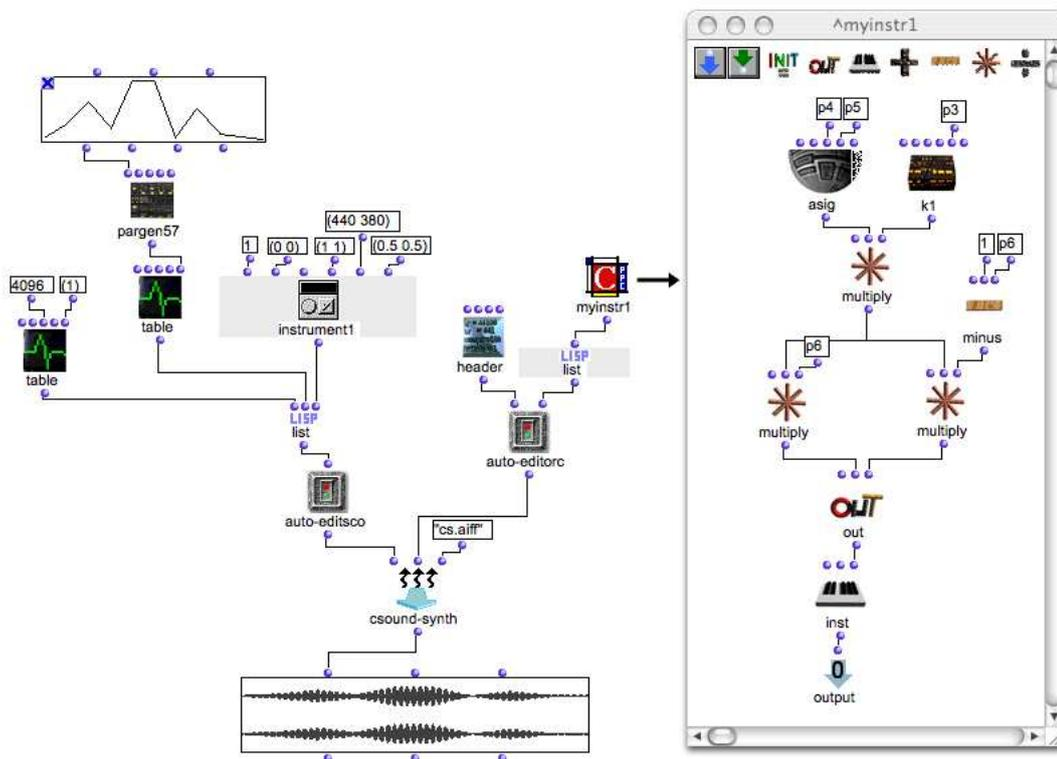 ^myinstr1
INIT
OUT
p4
p5
p3
asig
k1
multiply
1
p6
minus
p6
multiply
multiply
OUT
out
inst
0
output
pargen57
4096
(1)
table
table
1
(0 0)
(1 1)
(440 380)
(0.5 0.5)
instrument1
C
PPC
myinstr1
header
LISP
list
LISP
list
auto-editorc
auto-editsco
"cs.aiff"
csound-synth